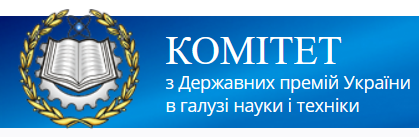 КОМІТЕТ
з Державних премій України
в галузі науки і техніки